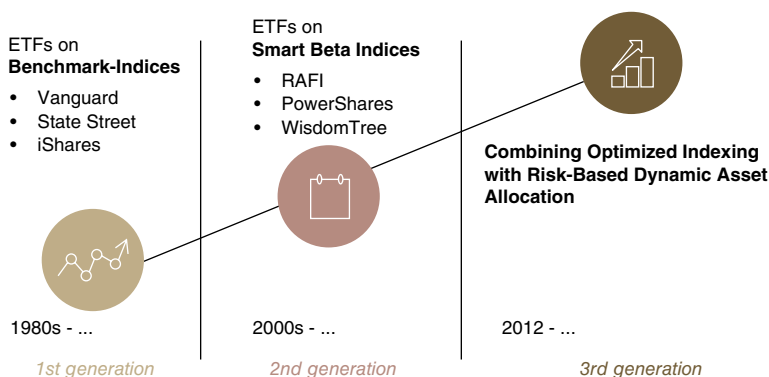 ETFs on
Benchmark-Indices
• Vanguard
• State Street
• iShares
1980s - ...
1st generation
ETFs on
Smart Beta Indices
• RAFI
• PowerShares
• WisdomTree
2000s - ...
2nd generation
Combining Optimized Indexing
with Risk-Based Dynamic Asset
Allocation
2012 - ...
3rd generation